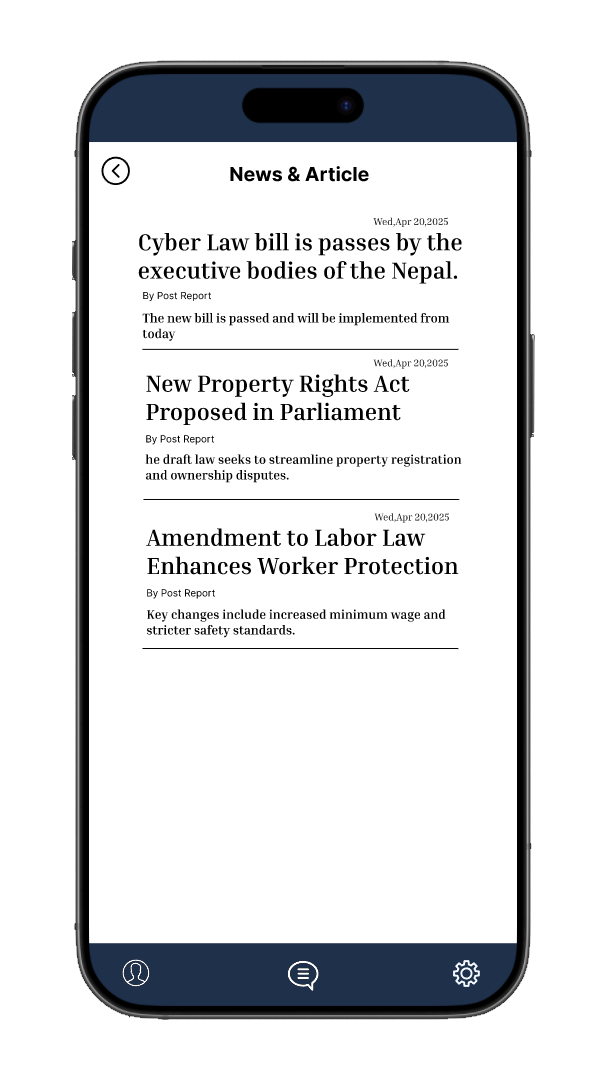 News & Article
Wed,Apr 20,2025
Cyber Law bill is passes by the
executive bodies of the Nepal.
By Post Report
The new bill is passed and will be implemented from
today
Wed,Apr 20,2025
New Property Rights Act
Proposed in Parliament
By Post Report
he draft law seeks to streamline property registration
and ownership disputes.
Wed,Apr 20,2025
Amendment to Labor Law
Enhances Worker Protection
By Post Report
Key changes include increased minimum wage and
stricter safety standards.